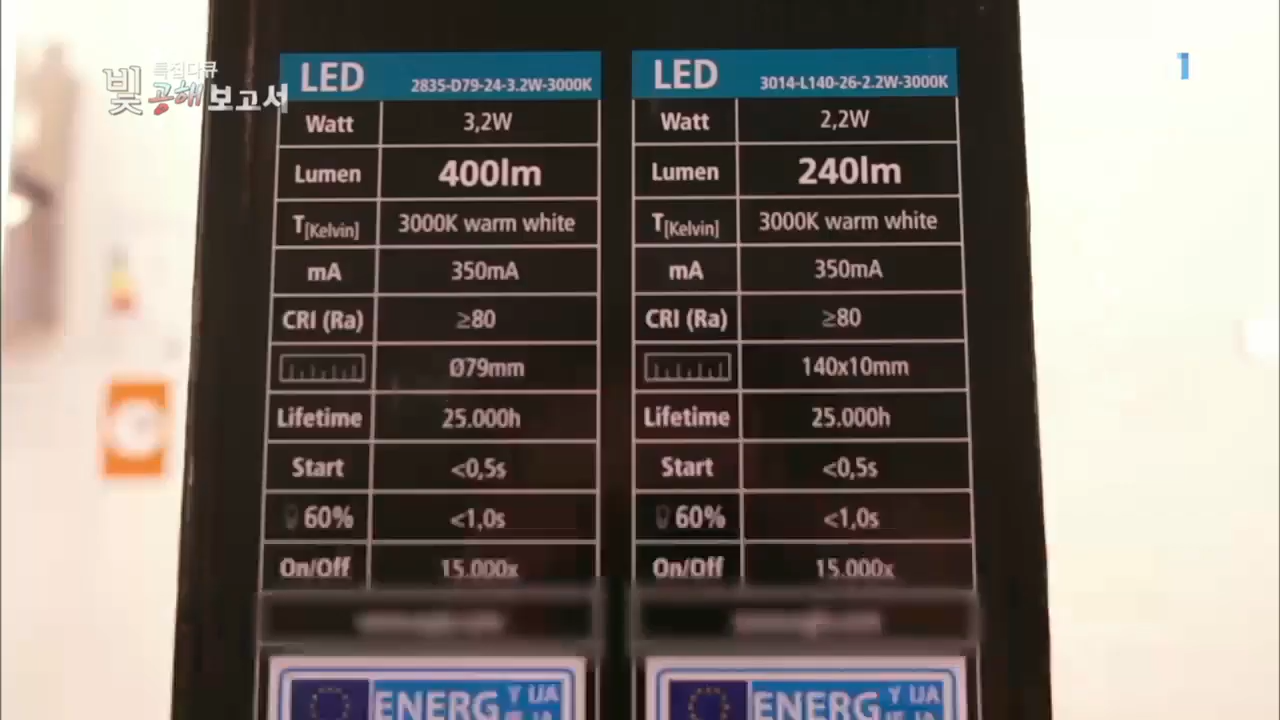 특집다큐
빛 공해 보고서
1
LED 2835-D79-24-3.2W-3000K
Watt 3,2W
Lumen 400lm
T[Kelvin] 3000K warm white
mA 350mA
CRI (Ra) ≥80
Ø79mm
Lifetime 25.000h
Start <0,5s
60% <1,0s
On/Off 15.000x
ENERG Y UA
LED 3014-L140-26-2.2W-3000K
Watt 2,2W
Lumen 240lm
T[Kelvin] 3000K warm white
mA 350mA
CRI (Ra) ≥80
140x10mm
Lifetime 25.000h
Start <0,5s
60% <1,0s
On/Off 15.000x
ENERG Y UA